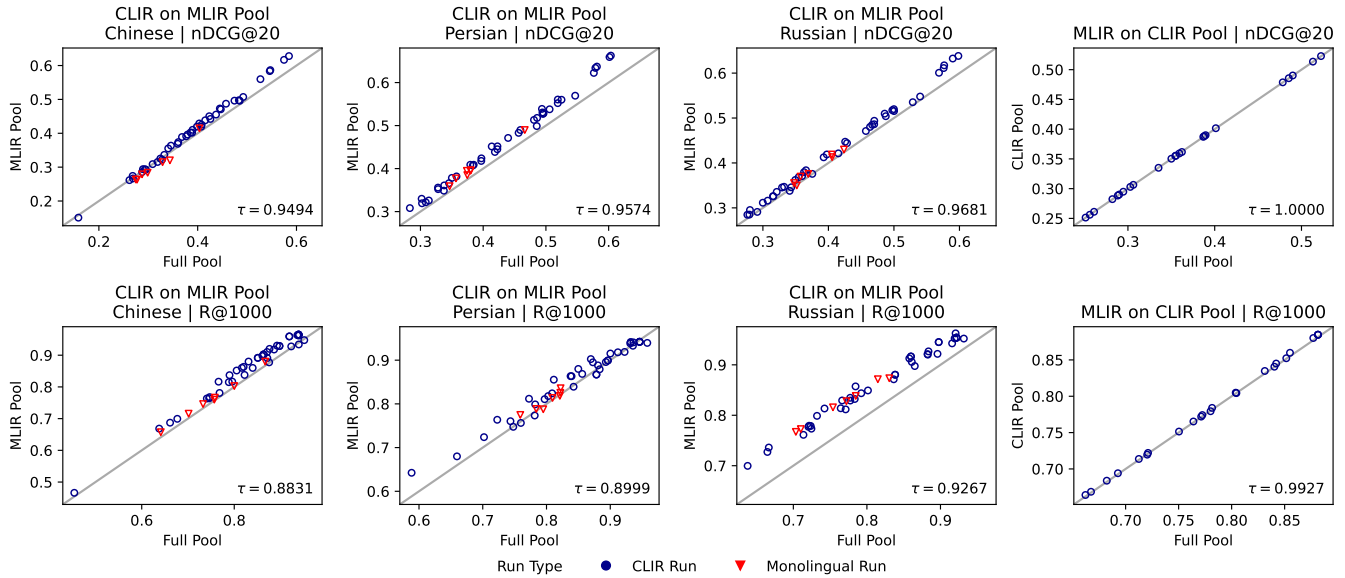 CLIR on MLIR Pool
Chinese | nDCG@20
MLIR Pool
0.6
0.5
0.4
0.3
0.2
τ = 0.9494
0.2 0.4 0.6
Full Pool
CLIR on MLIR Pool
Persian | nDCG@20
MLIR Pool
0.6
0.5
0.4
0.3
τ = 0.9574
0.3 0.4 0.5 0.6
Full Pool
CLIR on MLIR Pool
Russian | nDCG@20
MLIR Pool
0.6
0.5
0.4
0.3
τ = 0.9681
0.3 0.4 0.5 0.6
Full Pool
MLIR on CLIR Pool | nDCG@20
CLIR Pool
0.50
0.45
0.40
0.35
0.30
0.25
τ = 1.0000
0.3 0.4 0.5
Full Pool
CLIR on MLIR Pool
Chinese | R@1000
MLIR Pool
0.9
0.8
0.7
0.6
0.5
τ = 0.8831
0.6 0.8
Full Pool
CLIR on MLIR Pool
Persian | R@1000
MLIR Pool
0.9
0.8
0.7
0.6
τ = 0.8999
0.6 0.7 0.8 0.9
Full Pool
CLIR on MLIR Pool
Russian | R@1000
MLIR Pool
0.9
0.8
0.7
τ = 0.9267
0.7 0.8 0.9
Full Pool
MLIR on CLIR Pool | R@1000
CLIR Pool
0.85
0.80
0.75
0.70
τ = 0.9927
0.70 0.75 0.80 0.85
Full Pool
Run Type CLIR Run Monolingual Run